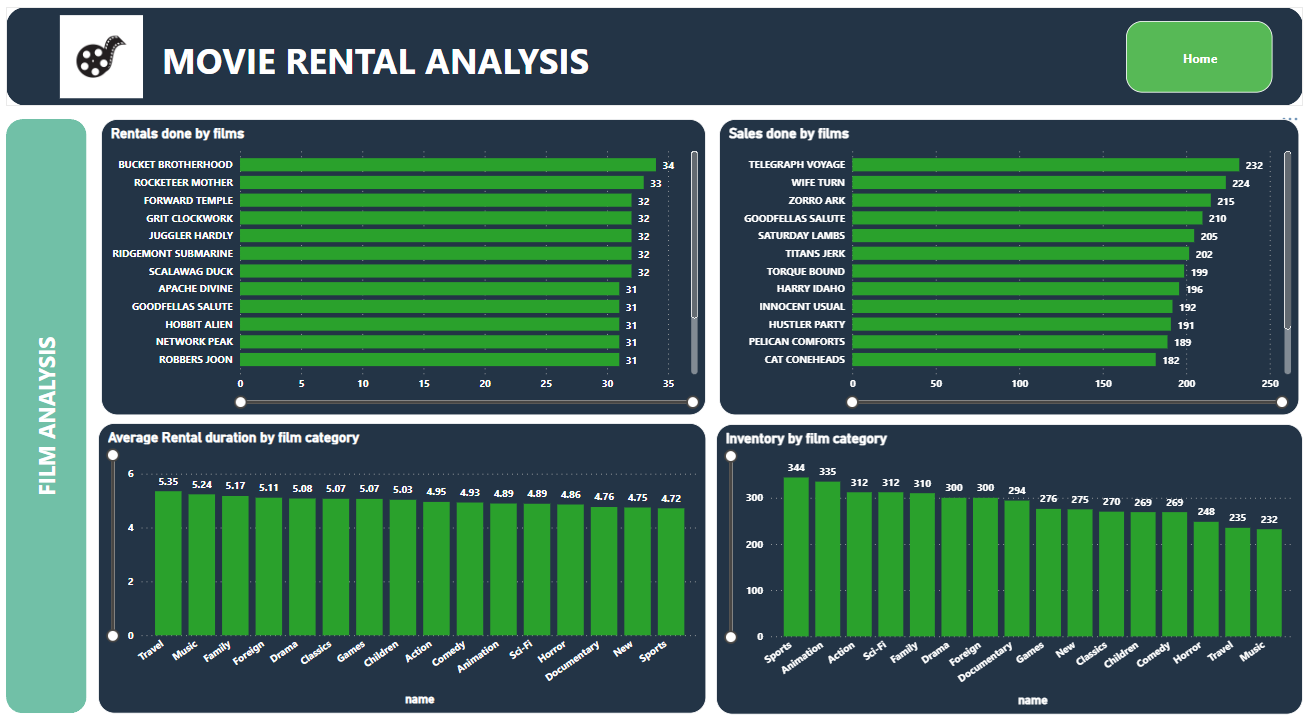 MOVIE RENTAL ANALYSIS
Home
FILM ANALYSIS
Rentals done by films
BUCKET BROTHERHOOD 34
ROCKETEER MOTHER 33
FORWARD TEMPLE 32
GRIT CLOCKWORK 32
JUGGLER HARDLY 32
RIDGEMONT SUBMARINE 32
SCALAWAG DUCK 32
APACHE DIVINE 31
GOODFELLAS SALUTE 31
HOBBIT ALIEN 31
NETWORK PEAK 31
ROBBERS JOON 31
0 5 10 15 20 25 30 35
Sales done by films
TELEGRAPH VOYAGE 232
WIFE TURN 224
ZORRO ARK 215
GOODFELLAS SALUTE 210
SATURDAY LAMBS 205
TITANS JERK 202
TORQUE BOUND 199
HARRY IDAHO 196
INNOCENT USUAL 192
HUSTLER PARTY 191
PELICAN COMFORTS 189
CAT CONEHEADS 182
0 50 100 150 200 250
Average Rental duration by film category
5.35 5.24 5.17 5.11 5.08 5.07 5.07 5.03 4.95 4.93 4.89 4.89 4.86 4.76 4.75 4.72
6
4
2
0
Travel Music Family Foreign Drama Classics Games Children Action Comedy Animation Sci-Fi Horror Documentary New Sports
name
Inventory by film category
344 335 312 312 310 300 300 294 276 275 270 269 269 248 235 232
300
200
100
0
Sports Animation Action Sci-Fi Family Drama Foreign Documentary Games New Classics Children Comedy Horror Travel Music
name